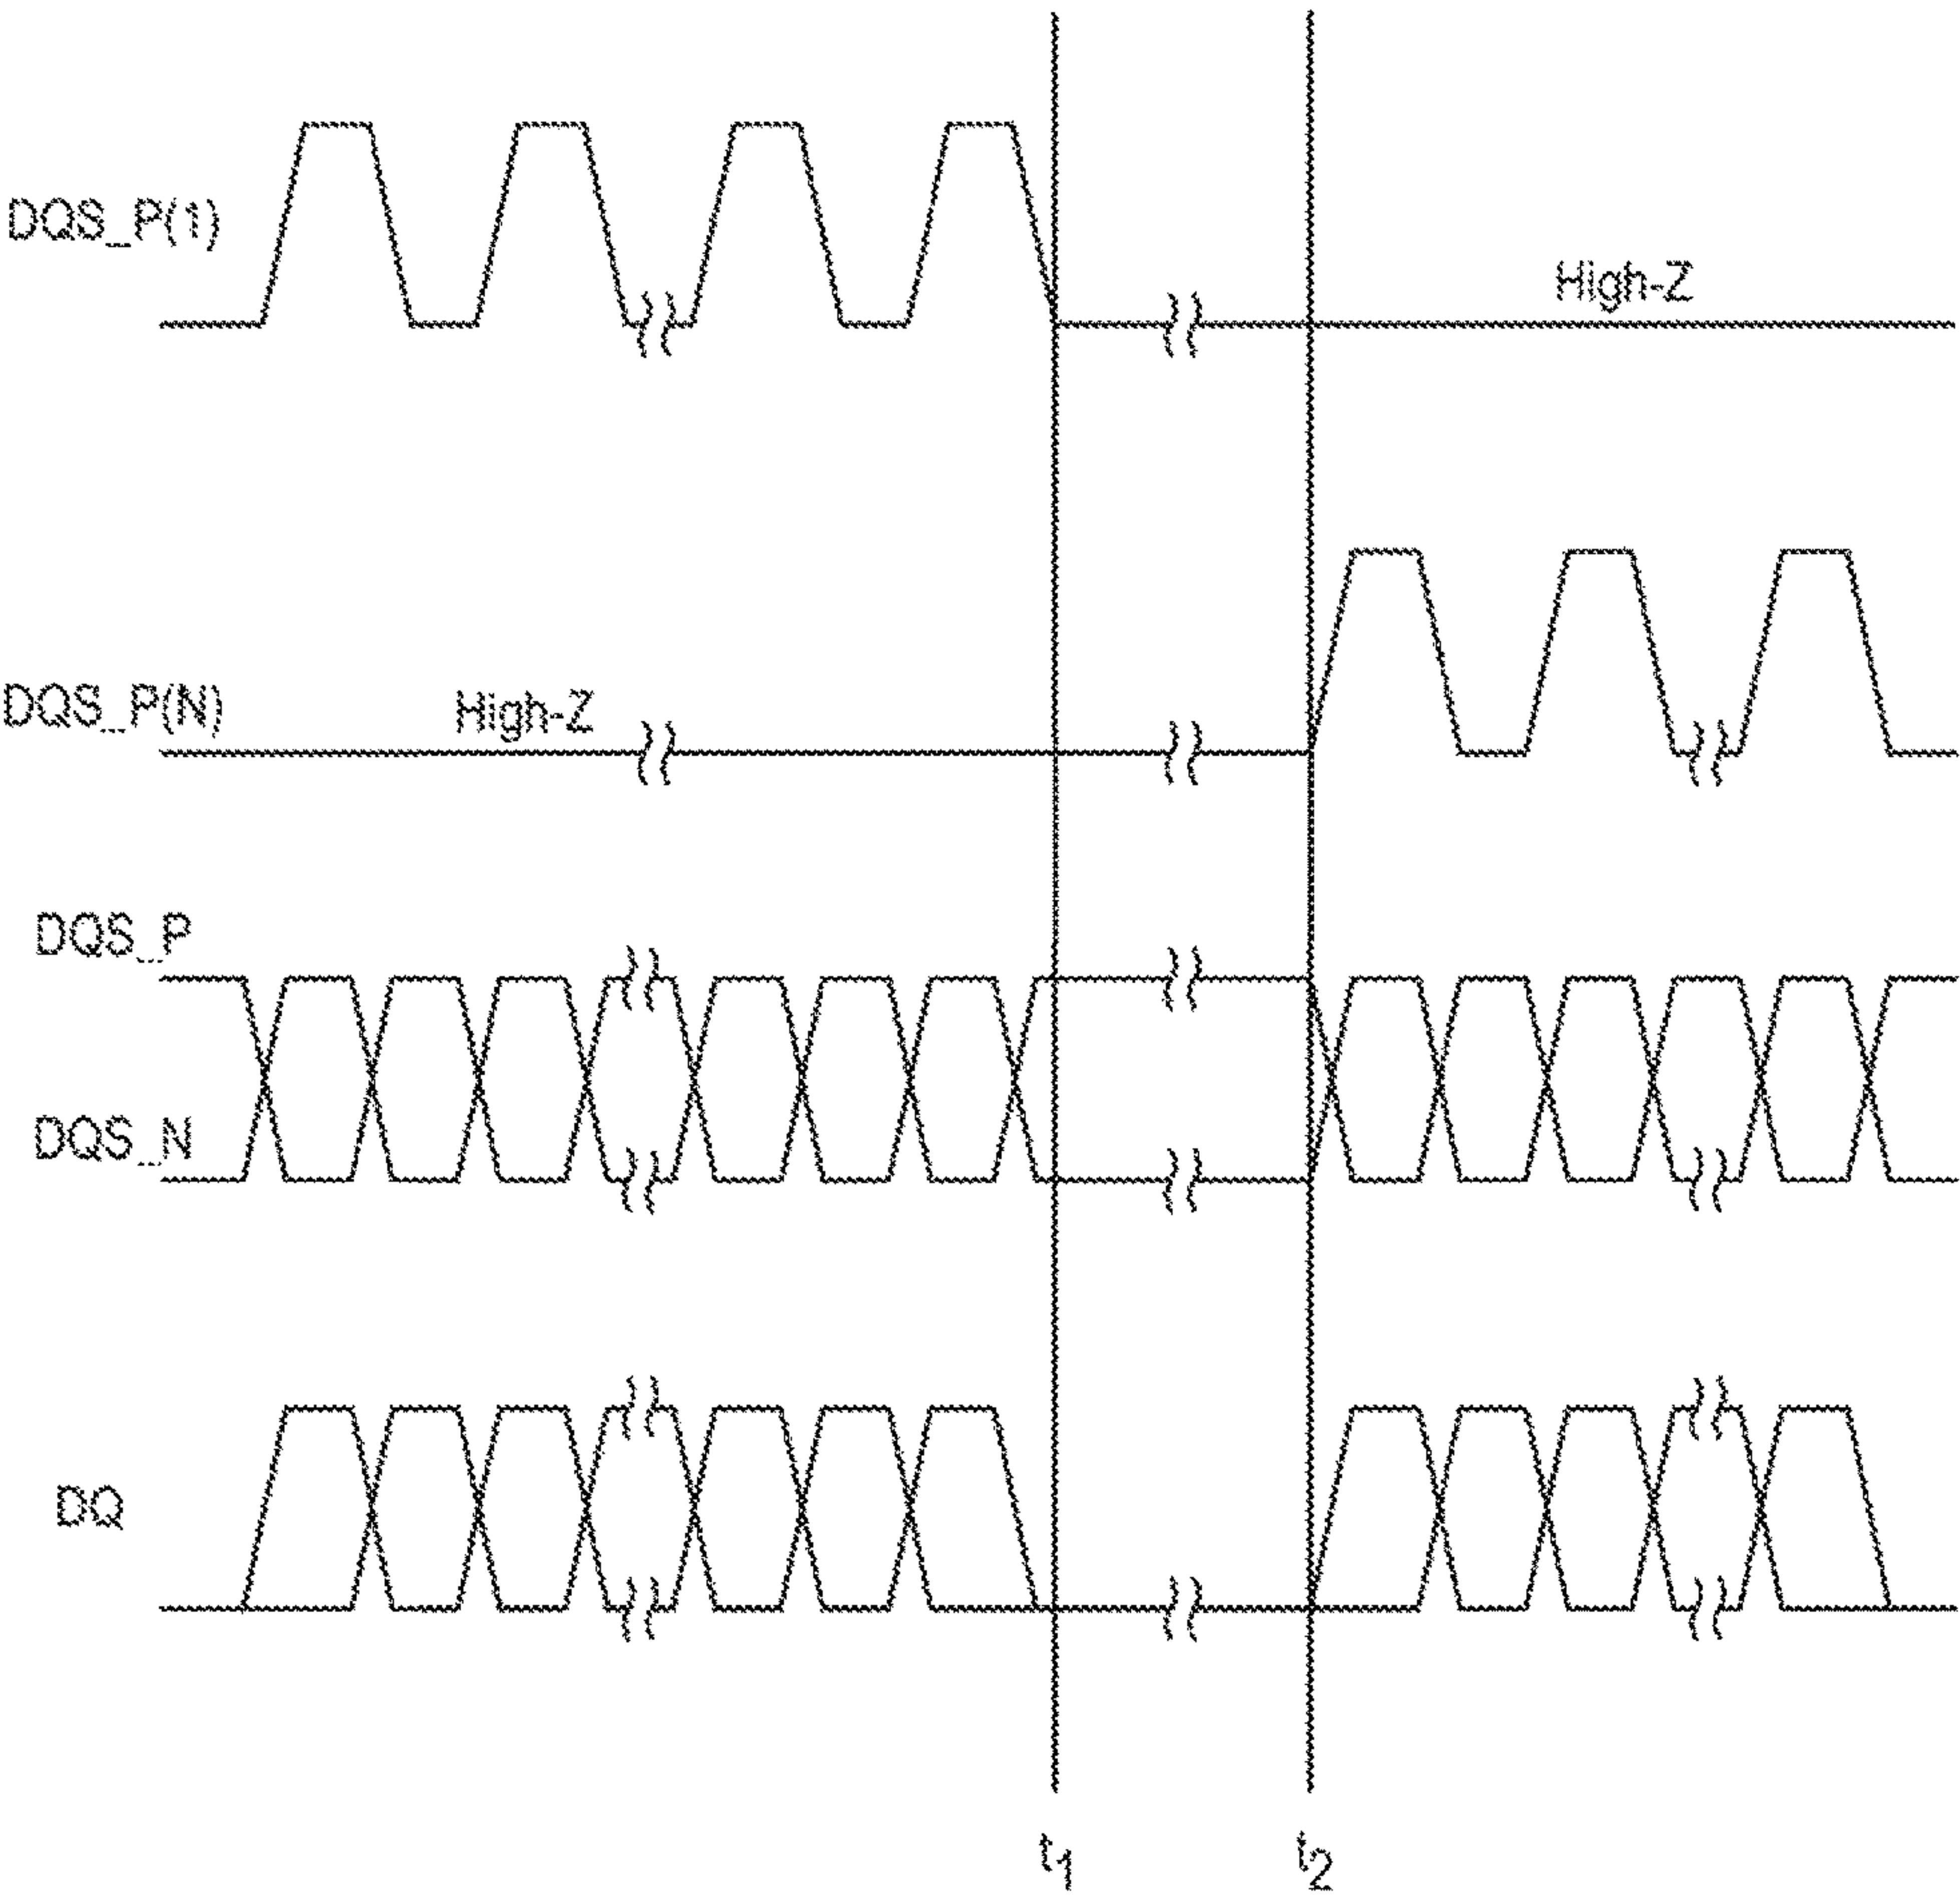 DQS_P(1)
High-Z
DQS_P(N)
High-Z
DQS_P
DQS_N
DQ
t1
t2